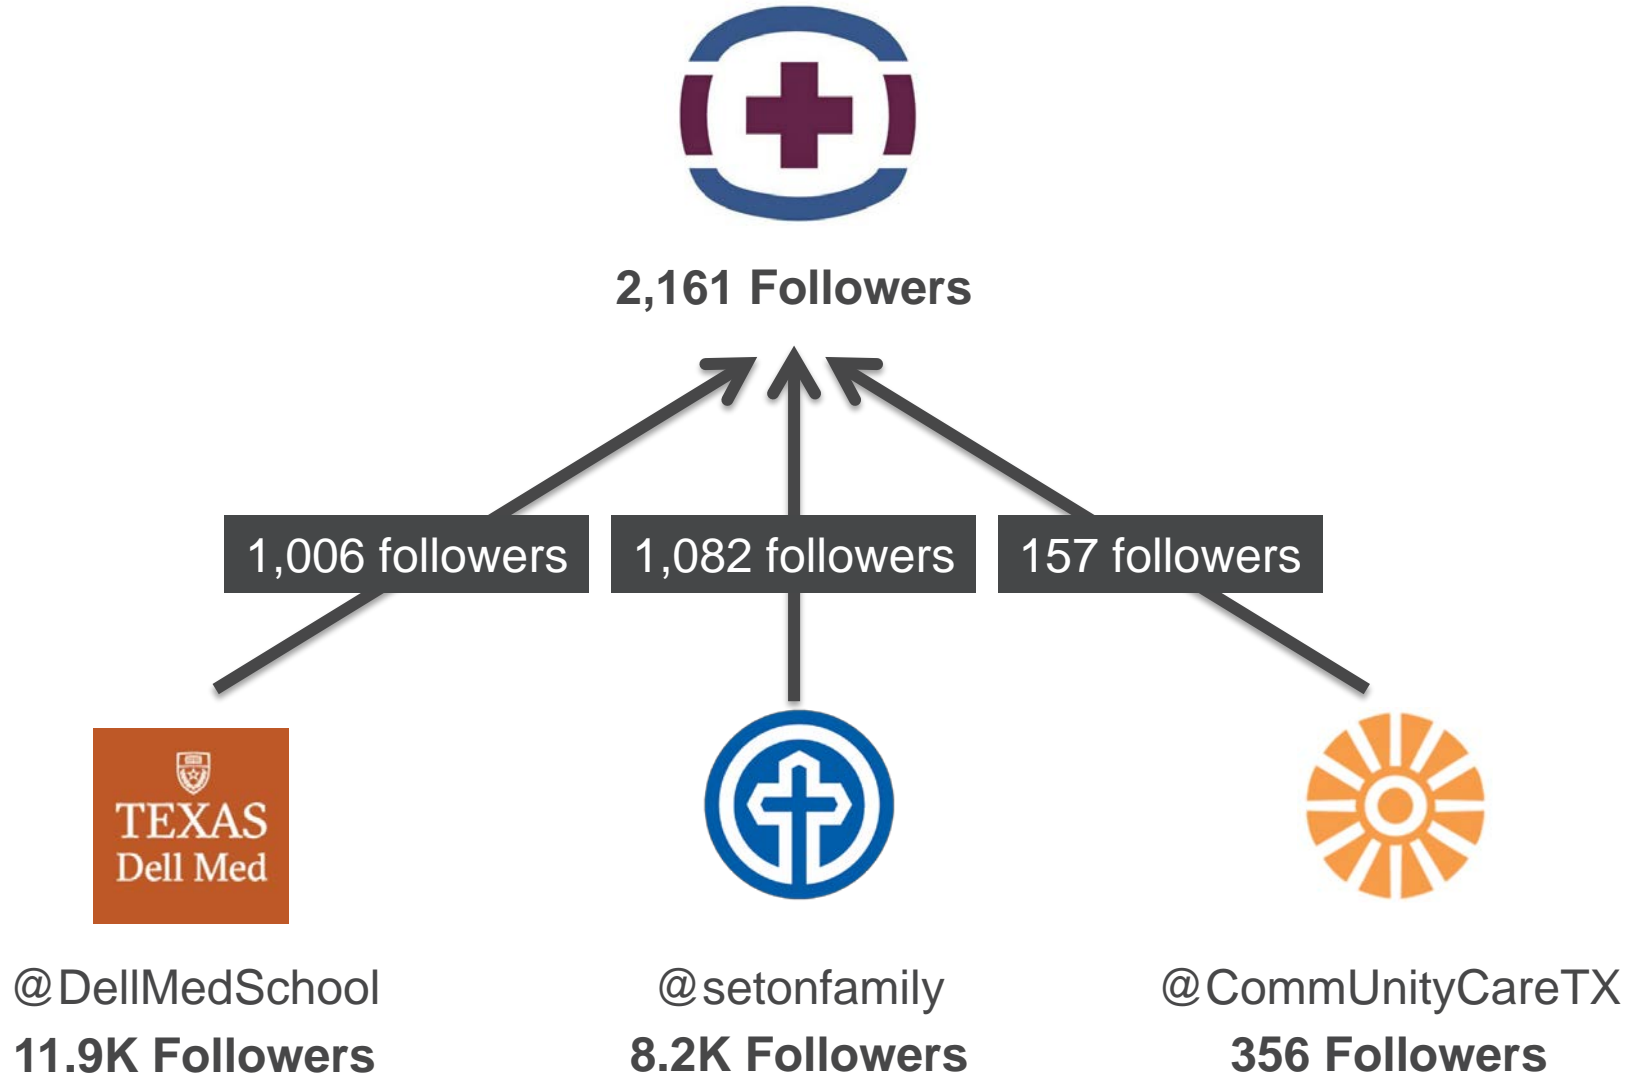 2,161 Followers
1,006 followers
1,082 followers
157 followers
TEXAS
Dell Med
@DellMedSchool
11.9K Followers
@setonfamily
8.2K Followers
@CommUnityCareTX
356 Followers